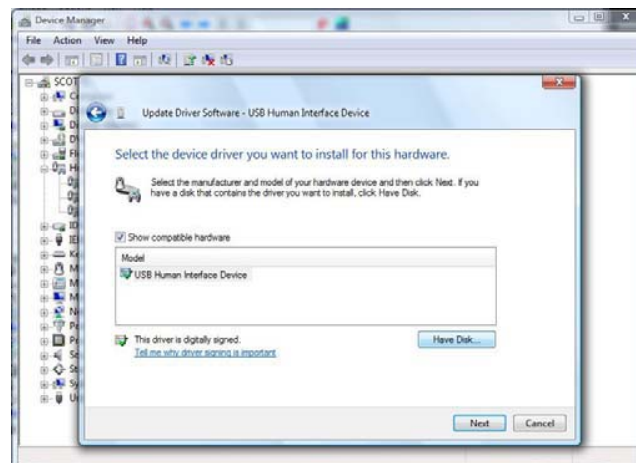 Device Manager
File Action View Help
SCOT
Update Driver Software - USB Human Interface Device
Select the device driver you want to install for this hardware.
Select the manufacturer and model of your hardware device and then click Next. If you
have a disk that contains the driver you want to install, click Have Disk.
Show compatible hardware
Model
USB Human Interface Device
This driver is digitally signed.
Tell me why driver signing is important
Have Disk...
Next Cancel